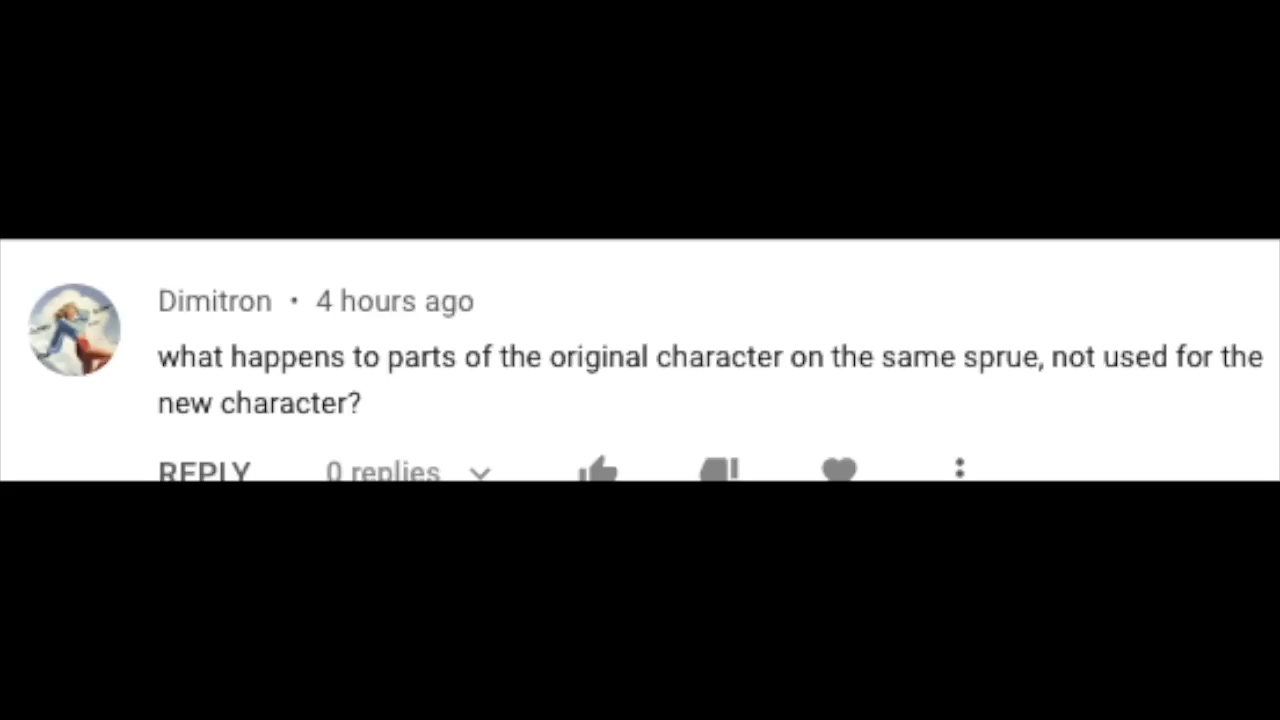 Dimitron • 4 hours ago
what happens to parts of the original character on the same sprue, not used for the
new character?
REPLY 0 replies